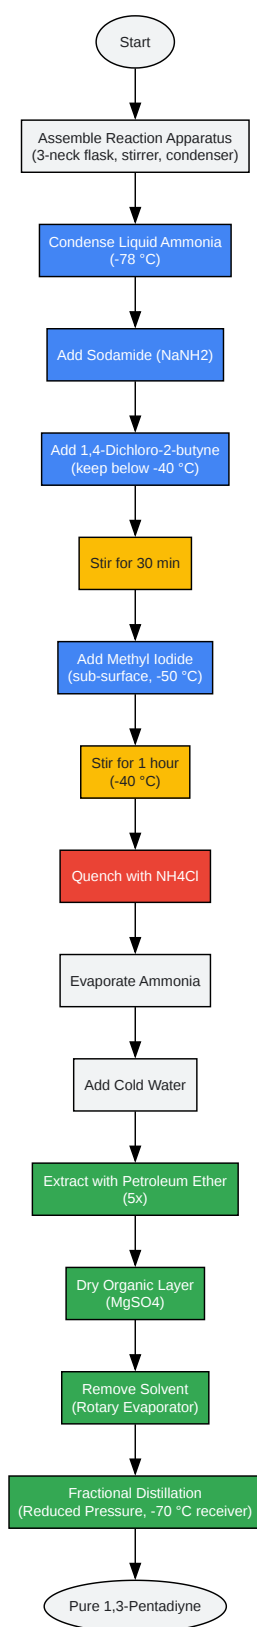 Start
Assemble Reaction Apparatus
(3-neck flask, stirrer, condenser)
Condense Liquid Ammonia
(-78 °C)
Add Sodamide (NaNH2)
Add 1,4-Dichloro-2-butyne
(keep below -40 °C)
Stir for 30 min
Add Methyl Iodide
(sub-surface, -50 °C)
Stir for 1 hour
(-40 °C)
Quench with NH4Cl
Evaporate Ammonia
Add Cold Water
Extract with Petroleum Ether
(5x)
Dry Organic Layer
(MgSO4)
Remove Solvent
(Rotary Evaporator)
Fractional Distillation
(Reduced Pressure, -70 °C receiver)
Pure 1,3-Pentadiyne